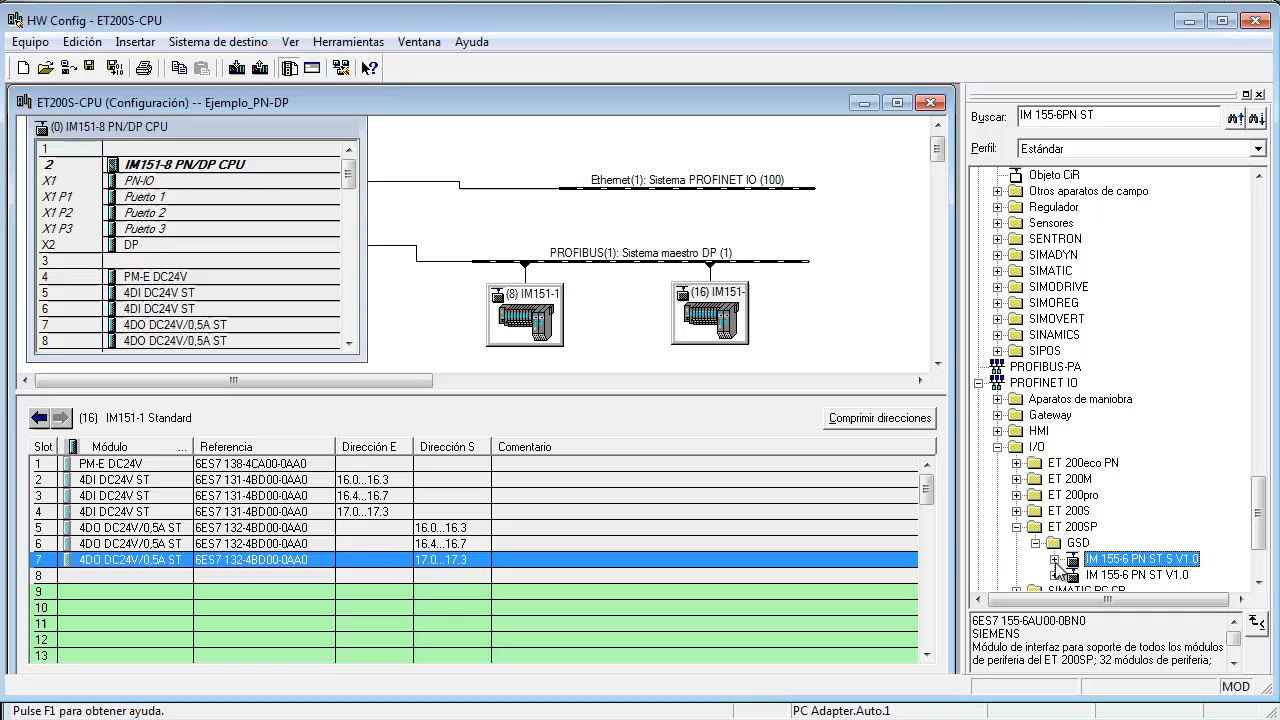 HW Config - ET200S-CPU
Equipo Edición Insertar Sistema de destino Ver Herramientas Ventana Ayuda
ET200S-CPU (Configuración) -- Ejemplo_PN-DP
(0) IM151-8 PN/DP CPU
1
2 IM151-8 PN/DP CPU
X1 PN-IO
X1 P1 Puerto 1
X1 P2 Puerto 2
X1 P3 Puerto 3
X2 DP
3
4 PM-E DC24V
5 4DI DC24V ST
6 4DI DC24V ST
7 4DO DC24V/0,5A ST
8 4DO DC24V/0,5A ST
Ethernet(1): Sistema PROFINET IO (100)
PROFIBUS(1): Sistema maestro DP (1)
(8) IM151-1
(16) IM151-
(16) IM151-1 Standard
Comprimir direcciones
Slot Módulo ... Referencia Dirección E Dirección S Comentario
1 PM-E DC24V 6ES7 138-4CA00-0AA0
2 4DI DC24V ST 6ES7 131-4BD00-0AA0 16.0...16.3
3 4DI DC24V ST 6ES7 131-4BD00-0AA0 16.4...16.7
4 4DI DC24V ST 6ES7 131-4BD00-0AA0 17.0...17.3
5 4DO DC24V/0,5A ST 6ES7 132-4BD00-0AA0 16.0...16.3
6 4DO DC24V/0,5A ST 6ES7 132-4BD00-0AA0 16.4...16.7
7 4DO DC24V/0,5A ST 6ES7 132-4BD00-0AA0 17.0...17.3
8
9
10
11
12
13
Buscar: IM 155-6PN ST
Perfil: Estándar
Objeto CiR
Otros aparatos de campo
Regulador
Sensores
SENTRON
SIMADYN
SIMATIC
SIMODRIVE
SIMOREG
SIMOVERT
SINAMICS
SIPOS
PROFIBUS-PA
PROFINET IO
Aparatos de maniobra
Gateway
HMI
I/O
ET 200eco PN
ET 200M
ET 200pro
ET 200S
ET 200SP
GSD
IM 155-6 PN ST S V1.0
IM 155-6 PN ST V1.0
SIMATIC PC CP
6ES7 155-6AU00-0BN0
SIEMENS
Módulo de interfaz para soporte de todos los módulos
de periferia del ET 200SP, 32 módulos de periferia;
MOD
Pulse F1 para obtener ayuda.
PC Adapter.Auto.1